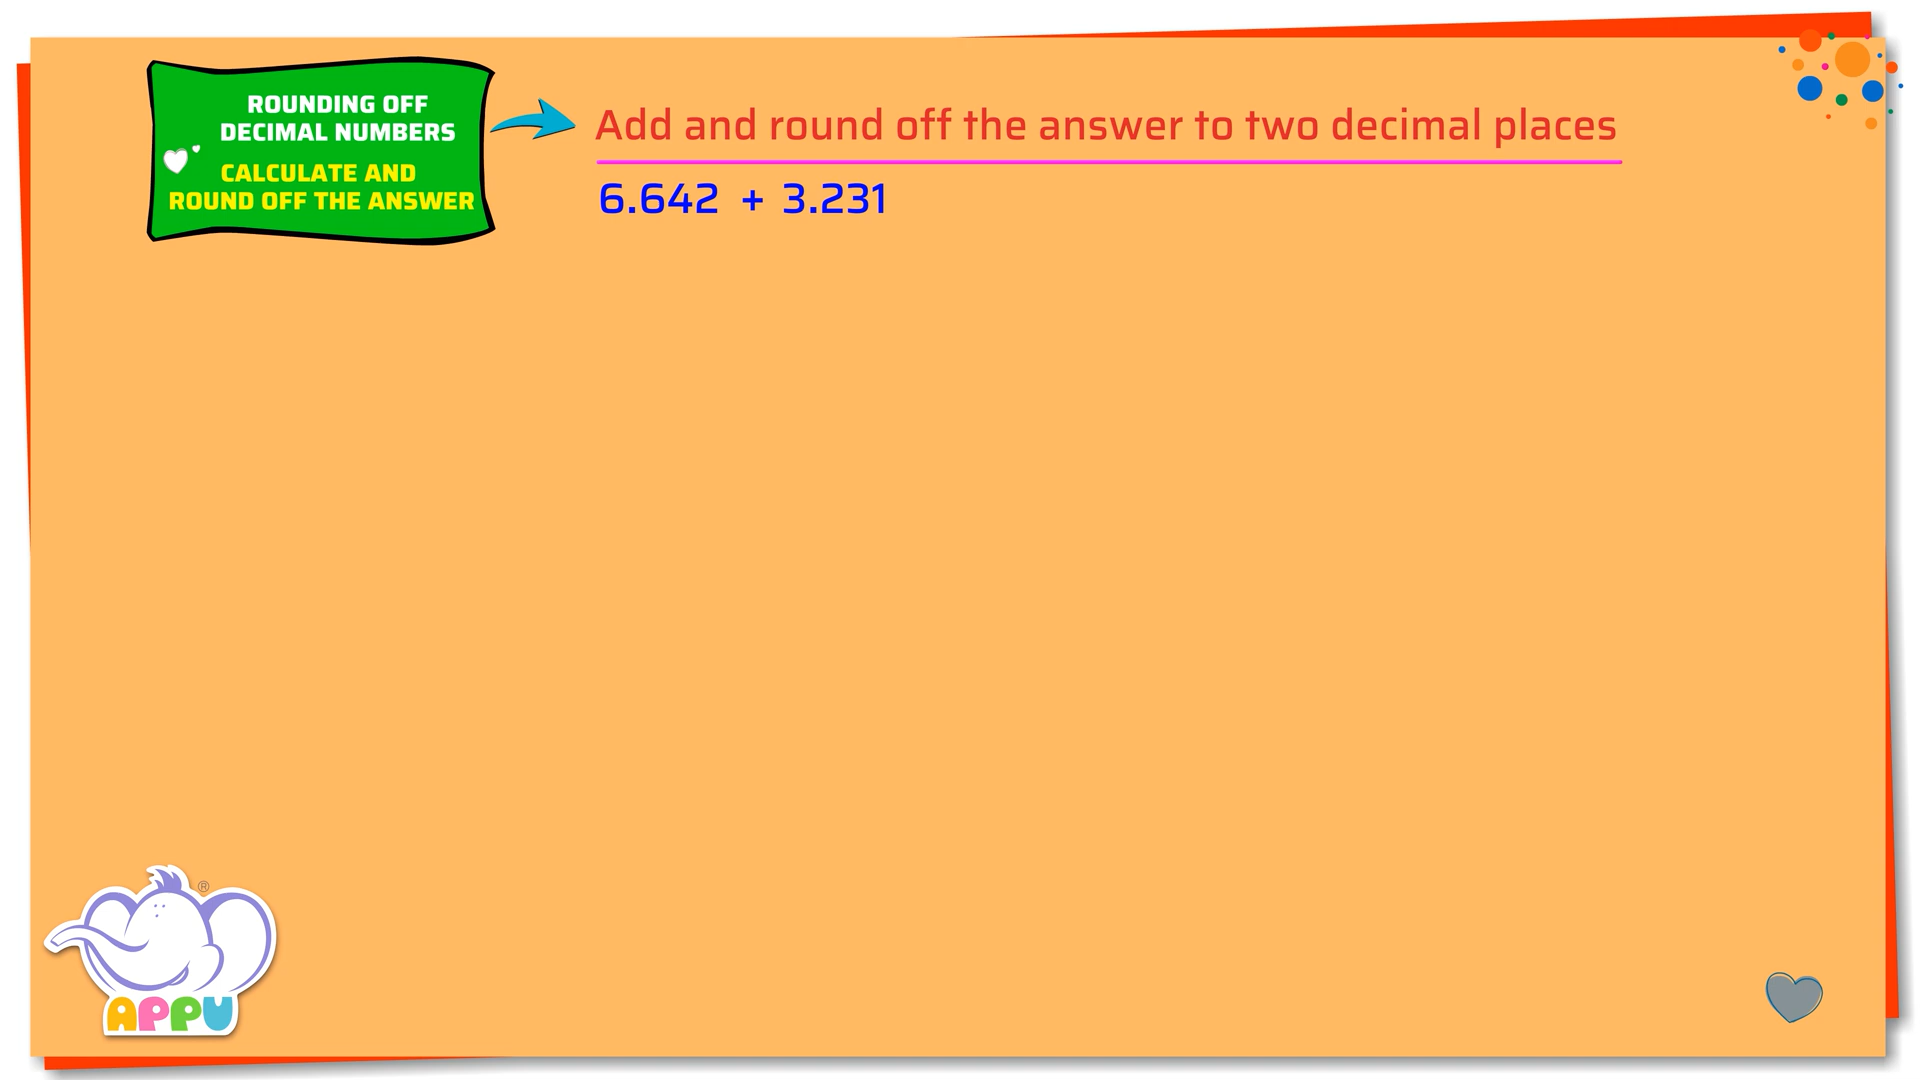 ROUNDING OFF
DECIMAL NUMBERS
CALCULATE AND
ROUND OFF THE ANSWER
Add and round off the answer to two decimal places
6.642 + 3.231
®
APPU